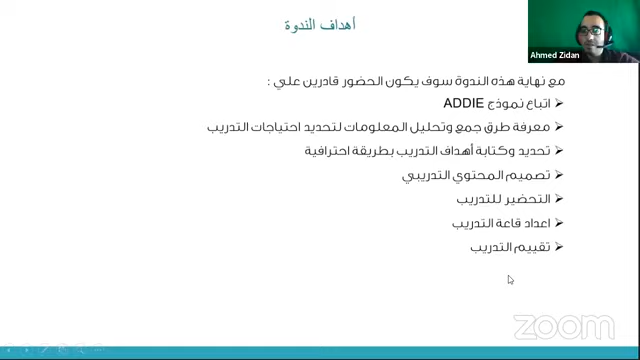 أهداف الندوة
Ahmed Zidan
مع نهاية هذه الندوة سوف يكون الحضور قادرين علي :
اتباع نموذج ADDIE
معرفة طرق جمع وتحليل المعلومات لتحديد احتياجات التدريب
تحديد وكتابة أهداف التدريب بطريقة احترافية
تصميم المحتوي التدريبي
التحضير للتدريب
اعداد قاعة التدريب
تقييم التدريب
zoom